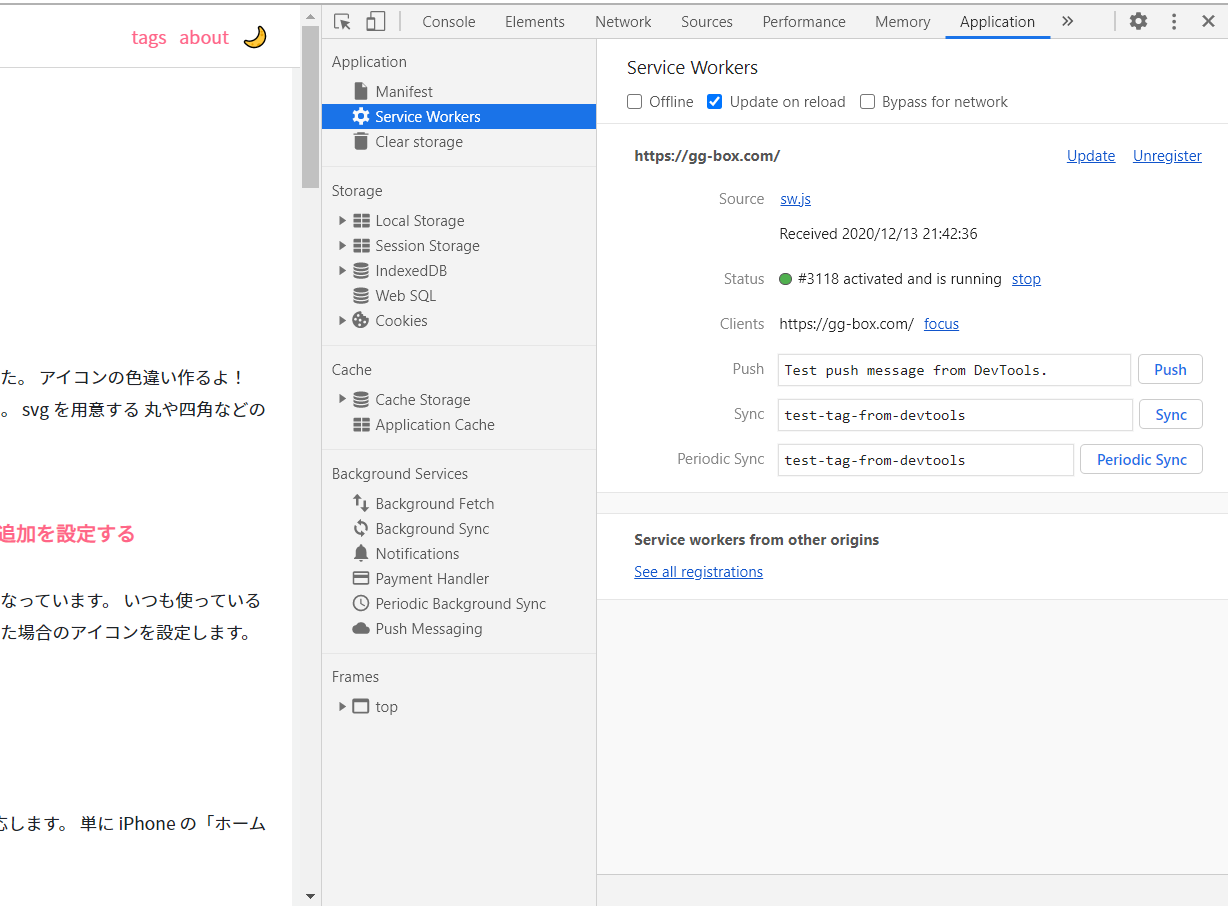 tags about
た。 アイコンの色違い作るよ！
。 svg を用意する 丸や四角などの
追加を設定する
なっています。 いつも使っている
た場合のアイコンを設定します。
応します。 単に iPhone の「ホーム
Console Elements Network Sources Performance Memory Application
Application
Manifest
Service Workers
Clear storage
Storage
Local Storage
Session Storage
IndexedDB
Web SQL
Cookies
Cache
Cache Storage
Application Cache
Background Services
Background Fetch
Background Sync
Notifications
Payment Handler
Periodic Background Sync
Push Messaging
Frames
top
Service Workers
Offline Update on reload Bypass for network
https://gg-box.com/ Update Unregister
Source sw.js
Received 2020/12/13 21:42:36
Status #3118 activated and is running stop
Clients https://gg-box.com/ focus
Push Test push message from DevTools. Push
Sync test-tag-from-devtools Sync
Periodic Sync test-tag-from-devtools Periodic Sync
Service workers from other origins
See all registrations